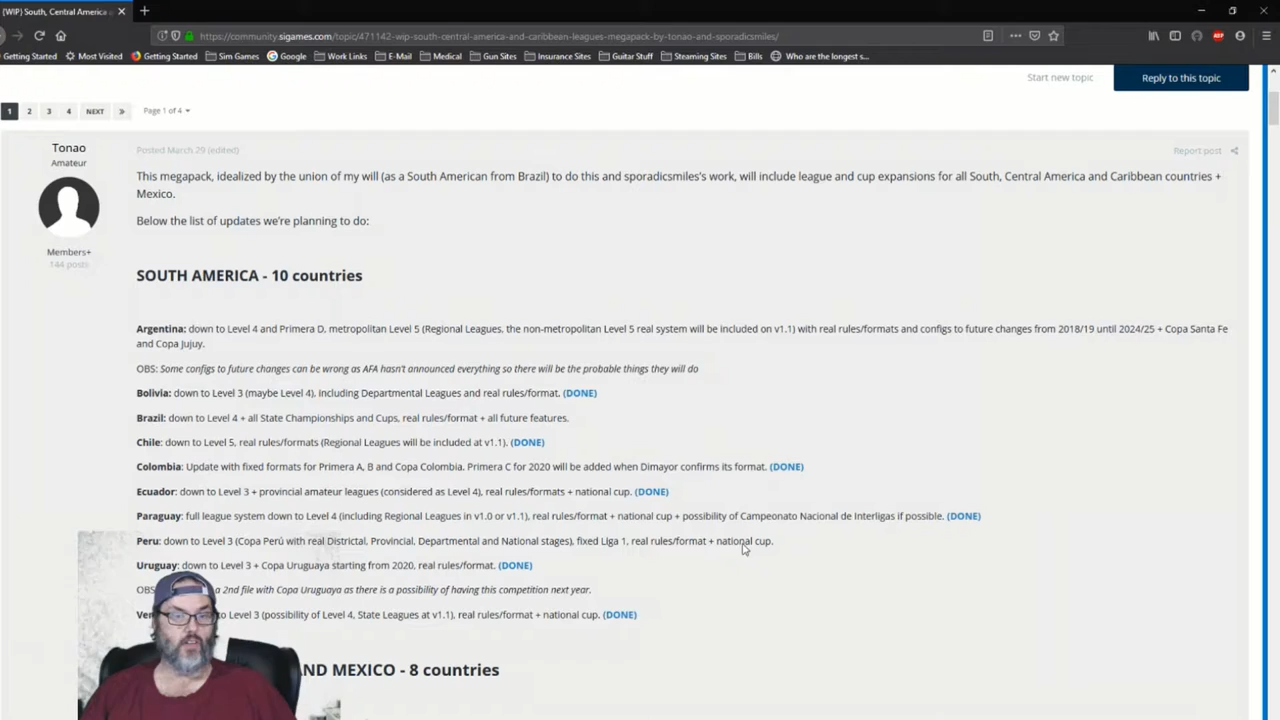 (WIP) South, Central America a
https://community.sigames.com/topic/471142-wip-south-central-america-and-caribbean-leagues-megapack-by-tonao-and-sporadicsmiles/
Getting Started Most Visited Getting Started Sim Games Google Work Links E-Mail Medical Gun Sites Insurance Sites Guitar Stuff Steaming Sites Bills Who are the longest s...
Start new topic Reply to this topic
1 2 3 4 NEXT » Page 1 of 4
Tonao
Amateur
Members+
144 posts
Posted March 29 (edited) Report post
This megapack, idealized by the union of my will (as a South American from Brazil) to do this and sporadicsmiles's work, will include league and cup expansions for all South, Central America and Caribbean countries +
Mexico.
Below the list of updates we're planning to do:
SOUTH AMERICA - 10 countries
Argentina: down to Level 4 and Primera D, metropolitan Level 5 (Regional Leagues, the non-metropolitan Level 5 real system will be included on v1.1) with real rules/formats and configs to future changes from 2018/19 until 2024/25 + Copa Santa Fe
and Copa Jujuy.
OBS: Some configs to future changes can be wrong as AFA hasn't announced everything so there will be the probable things they will do
Bolivia: down to Level 3 (maybe Level 4), including Departmental Leagues and real rules/format. (DONE)
Brazil: down to Level 4 + all State Championships and Cups, real rules/format + all future features.
Chile: down to Level 5, real rules/formats (Regional Leagues will be included at v1.1). (DONE)
Colombia: Update with fixed formats for Primera A, B and Copa Colombia. Primera C for 2020 will be added when Dimayor confirms its format. (DONE)
Ecuador: down to Level 3 + provincial amateur leagues (considered as Level 4), real rules/formats + national cup. (DONE)
Paraguay: full league system down to Level 4 (including Regional Leagues in v1.0 or v1.1), real rules/format + national cup + possibility of Campeonato Nacional de Interligas if possible. (DONE)
Peru: down to Level 3 (Copa Perú with real Districtal, Provincial, Departmental and National stages), fixed Liga 1, real rules/format + national cup.
Uruguay: down to Level 3 + Copa Uruguaya starting from 2020, real rules/format. (DONE)
OBS a 2nd file with Copa Uruguaya as there is a possibility of having this competition next year.
Ven to Level 3 (possibility of Level 4, State Leagues at v1.1), real rules/format + national cup. (DONE)
ND MEXICO - 8 countries